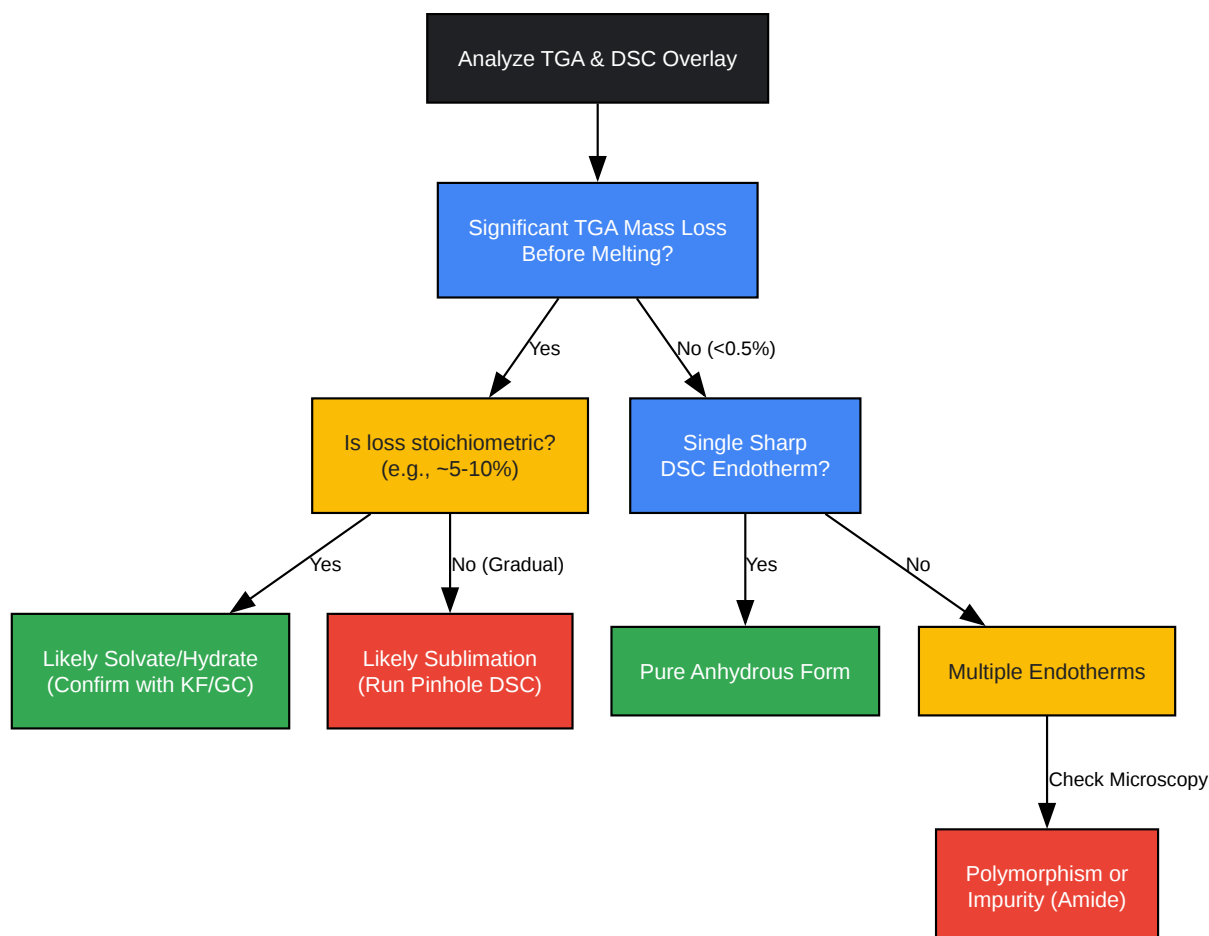 Analyze TGA & DSC Overlay
Significant TGA Mass Loss
Before Melting?
Yes
No (<0.5%)
Is loss stoichiometric?
(e.g., ~5-10%)
Single Sharp
DSC Endotherm?
Yes
No (Gradual)
Yes
No
Likely Solvate/Hydrate
(Confirm with KF/GC)
Likely Sublimation
(Run Pinhole DSC)
Pure Anhydrous Form
Multiple Endotherms
Check Microscopy
Polymorphism or
Impurity (Amide)